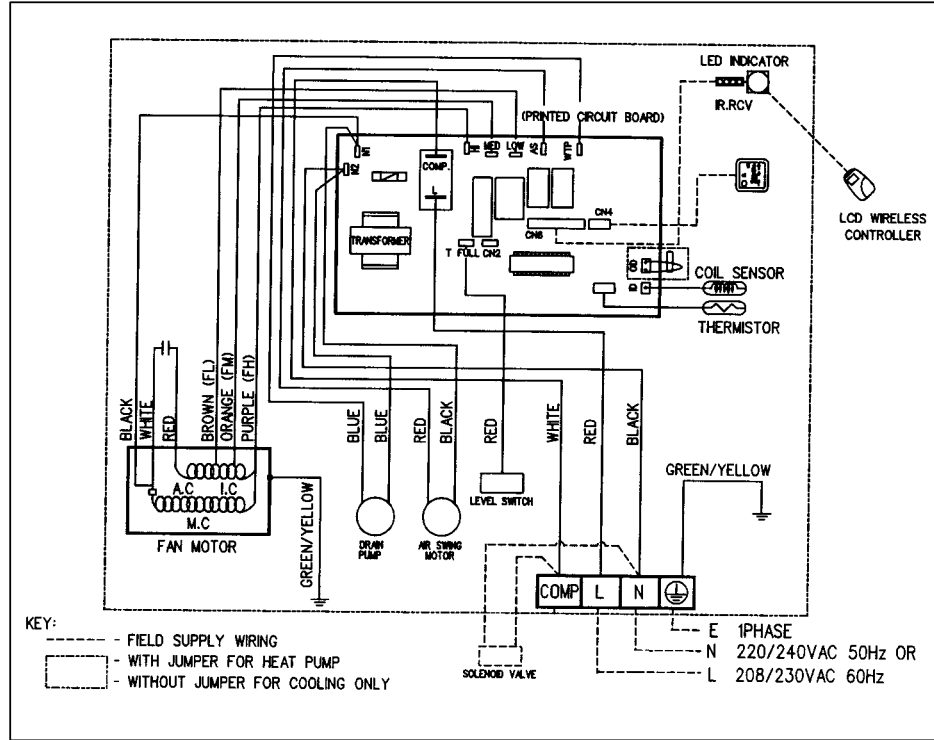 LED INDICATOR
IR.RCV
(PRINTED CIRCUIT BOARD)
LCD WIRELESS
CONTROLLER
N1
N2
HI
MED
LOW
AS
WTP
COMP.
L
TRANSFORMER
T FULL
CN2
CN6
CN4
COIL SENSOR
THERMISTOR
BLACK
WHITE
RED
BROWN (FL)
ORANGE (FM)
PURPLE (FH)
BLUE
BLUE
RED
BLACK
RED
WHITE
RED
BLACK
GREEN/YELLOW
A.C
I.C
M.C
FAN MOTOR
GREEN/YELLOW
DRAIN
PUMP
AIR SWING
MOTOR
LEVEL SWITCH
COMP
L
N
SOLENOID VALVE
E 1PHASE
N 220/240VAC 50Hz OR
L 208/230VAC 60Hz
KEY:
- FIELD SUPPLY WIRING
- WITH JUMPER FOR HEAT PUMP
- WITHOUT JUMPER FOR COOLING ONLY